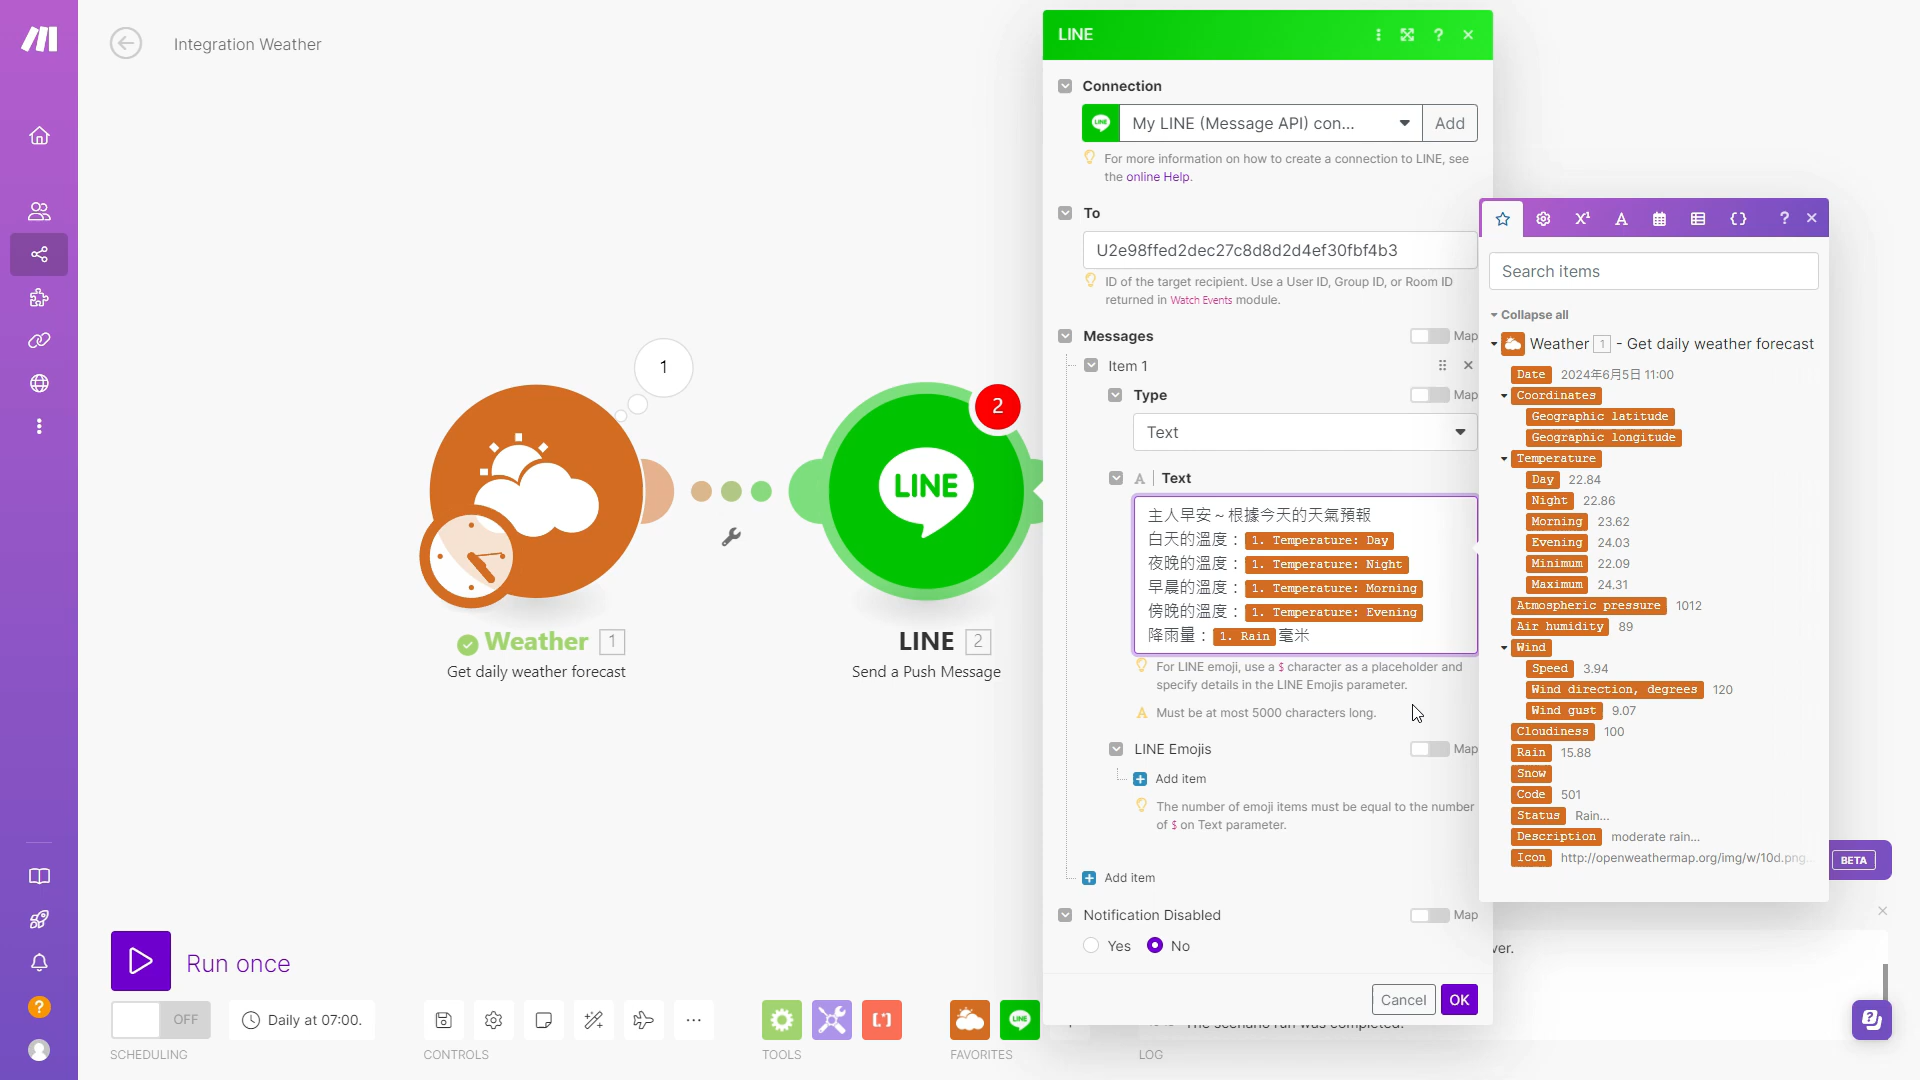 Integration Weather
1
2
LINE
Weather 1
Get daily weather forecast
LINE 2
Send a Push Message
Run once
OFF
Daily at 07:00.
SCHEDULING
CONTROLS
TOOLS
FAVORITES
LOG
LINE
Connection
LINE
My LINE (Message API) con...
Add
For more information on how to create a connection to LINE, see
the online Help.
To
U2e98ffed2dec27c8d8d2d4ef30fbf4b3
ID of the target recipient. Use a User ID, Group ID, or Room ID
returned in Watch Events module.
Messages
Map
Item 1
Type
Map
Text
A Text
主人早安~根據今天的天氣預報
白天的溫度：1. Temperature: Day
夜晚的溫度：1. Temperature: Night
早晨的溫度：1. Temperature: Morning
傍晚的溫度：1. Temperature: Evening
降雨量：1. Rain 毫米
For LINE emoji, use a $ character as a placeholder and
specify details in the LINE Emojis parameter.
A Must be at most 5000 characters long.
LINE Emojis
Map
Add item
The number of emoji items must be equal to the number
of $ on Text parameter.
Add item
Notification Disabled
Map
Yes No
Cancel OK
Search items
Collapse all
Weather 1 - Get daily weather forecast
Date 2024年6月5日 11:00
Coordinates
Geographic latitude
Geographic longitude
Temperature
Day 22.84
Night 22.86
Morning 23.62
Evening 24.03
Minimum 22.09
Maximum 24.31
Atmospheric pressure 1012
Air humidity 89
Wind
Speed 3.94
Wind direction, degrees 120
Wind gust 9.07
Cloudiness 100
Rain 15.88
Snow
Code 501
Status Rain...
Description moderate rain...
Icon http://openweathermap.org/img/w/10d.png...
BETA
ver.
The scenario run was completed.